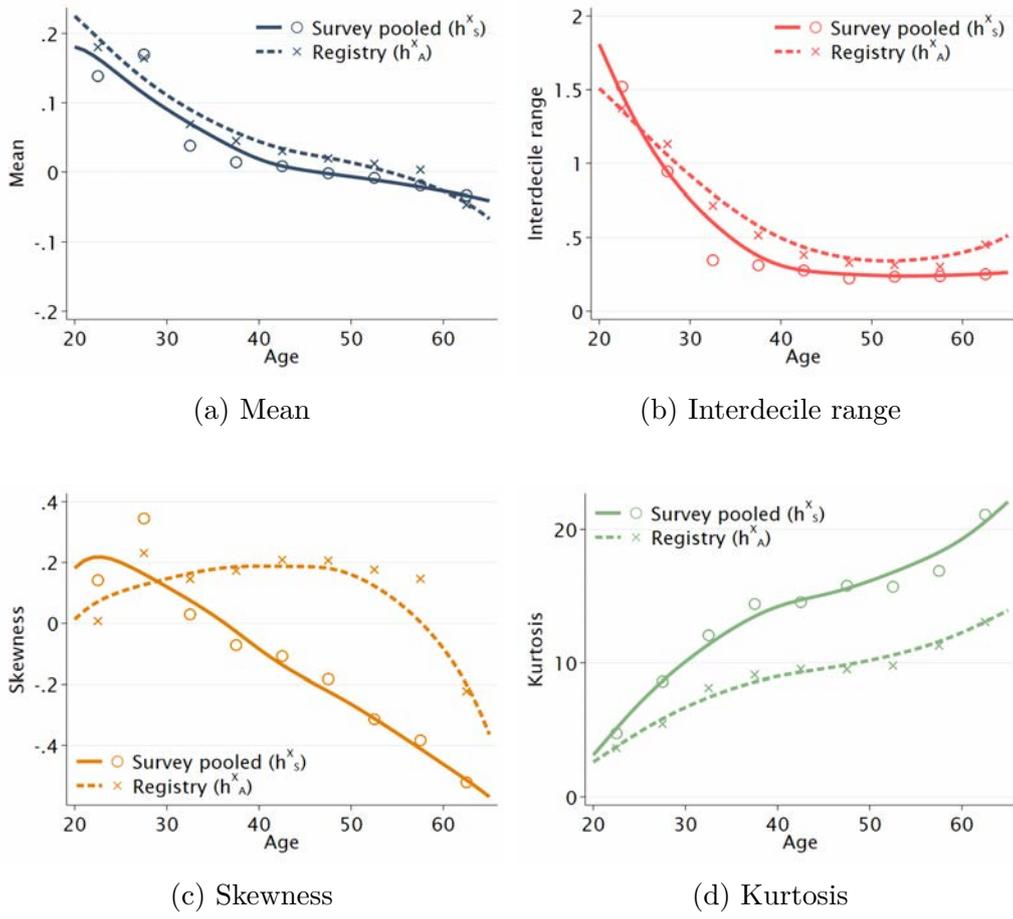 Survey pooled (h^X_S)
Registry (h^X_A)
.2
.1
0
-.1
-.2
Mean
20 30 40 50 60
Age
(a) Mean
Survey pooled (h^X_S)
Registry (h^X_A)
2
1.5
1
.5
0
Interdecile range
20 30 40 50 60
Age
(b) Interdecile range
.4
.2
0
-.2
-.4
Skewness
Survey pooled (h^X_S)
Registry (h^X_A)
20 30 40 50 60
Age
(c) Skewness
Survey pooled (h^X_S)
Registry (h^X_A)
20
10
0
Kurtosis
20 30 40 50 60
Age
(d) Kurtosis